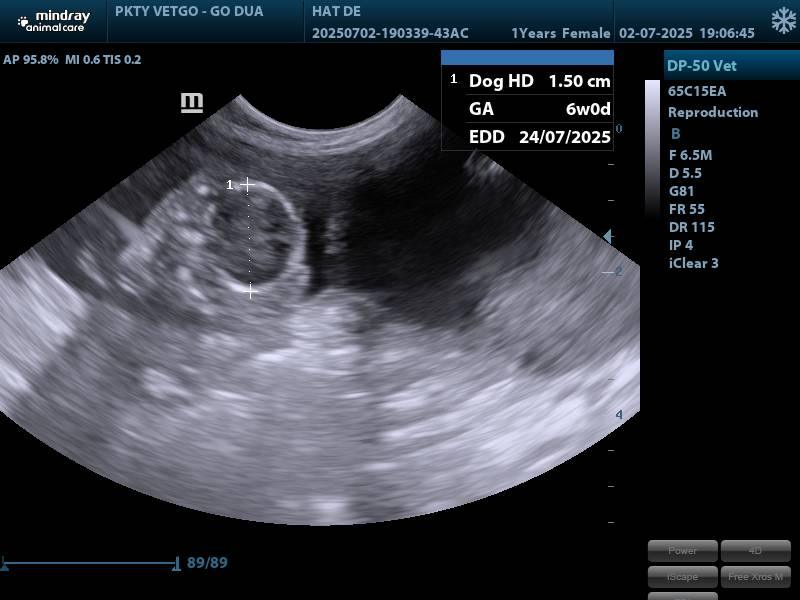 mindray
animal care
PKTY VETGO - GO DUA
HAT DE
20250702-190339-43AC 1Years Female 02-07-2025 19:06:45
AP 95.8% MI 0.6 TIS 0.2
m
1 Dog HD 1.50 cm
GA 6w0d
EDD 24/07/2025
DP-50 Vet
65C15EA
Reproduction
B
F 6.5M
D 5.5
G81
FR 55
DR 115
IP 4
iClear 3
0
2
4
1
89/89
Power 4D
iScape Free Xros M